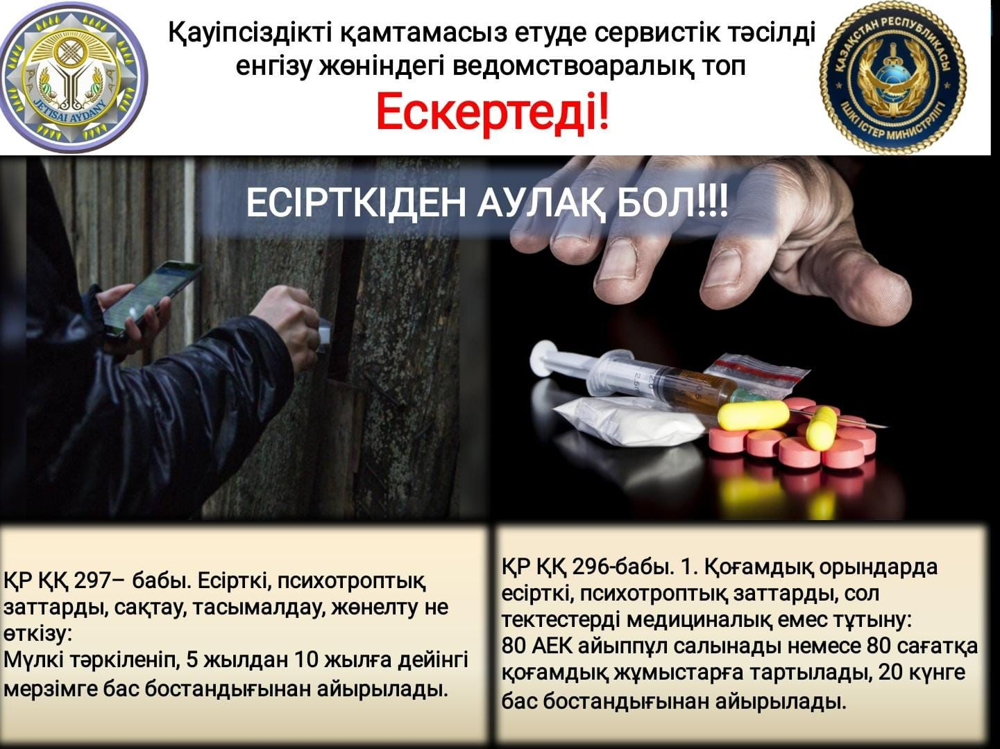 Қауіпсіздікті қамтамасыз етуде сервистік тәсілді
енгізу жөніндегі ведомствоаралық топ
Ескертеді!
JETISAI AYDANY
ҚАЗАҚСТАН РЕСПУБЛИКАСЫ
ІШКІ ІСТЕР МИНИСТРЛІГІ
ЕСІРТКІДЕН АУЛАҚ БОЛ!!!
ҚР ҚҚ 297– бабы. Есірткі, психотроптық
заттарды, сақтау, тасымалдау, жөнелту не
өткізу:
Мүлкі тәркіленіп, 5 жылдан 10 жылға дейінгі
мерзімге бас бостандығынан айырылады.
ҚР ҚҚ 296-бабы. 1. Қоғамдық орындарда
есірткі, психотроптық заттарды, сол
тектестерді медициналық емес тұтыну:
80 АЕК айыппұл салынады немесе 80 сағатқа
қоғамдық жұмыстарға тартылады, 20 күнге
бас бостандығынан айырылады.